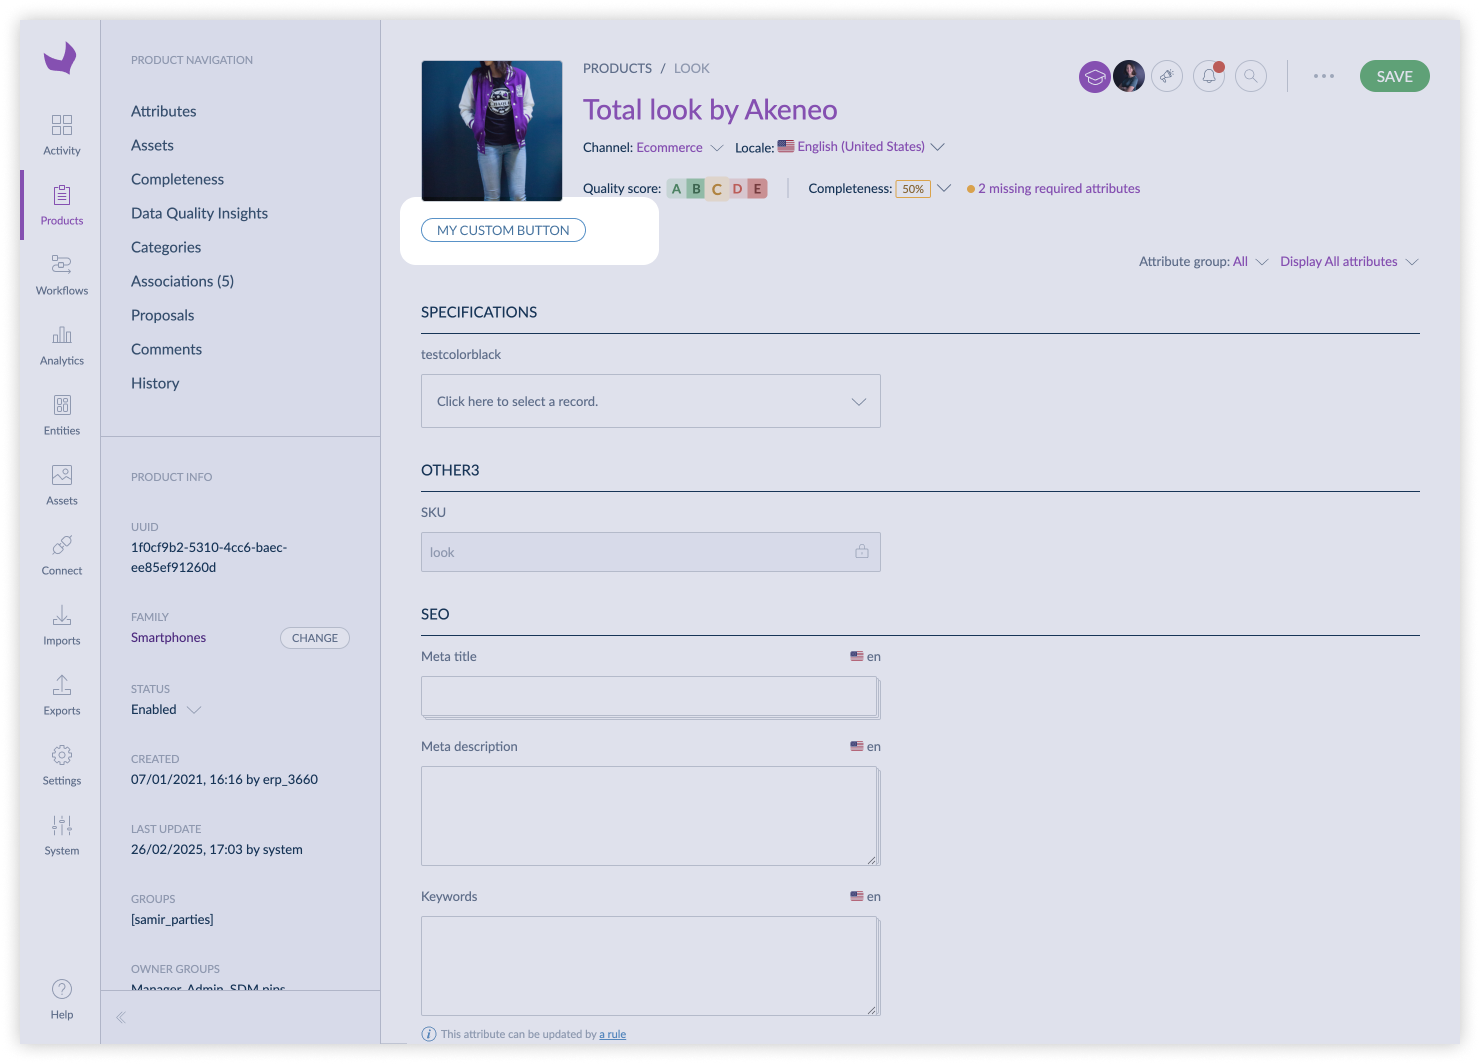 Activity
Products
Workflows
Analytics
Entities
Assets
Connect
Imports
Exports
Settings
System
Help
PRODUCT NAVIGATION
Attributes
Assets
Completeness
Data Quality Insights
Categories
Associations (5)
Proposals
Comments
History
PRODUCT INFO
UUID
1f0cf9b2-5310-4cc6-baec-
ee85ef91260d
FAMILY
Smartphones
CHANGE
STATUS
Enabled
CREATED
07/01/2021, 16:16 by erp_3660
LAST UPDATE
26/02/2025, 17:03 by system
GROUPS
[samir_parties]
OWNER GROUPS
Manager, Admin, SDM pips
PRODUCTS / LOOK
SAVE
Total look by Akeneo
Channel: Ecommerce Locale: English (United States)
Quality score: A B C D E Completeness: 50% 2 missing required attributes
MY CUSTOM BUTTON
Attribute group: All Display All attributes
SPECIFICATIONS
testcolorblack
Click here to select a record.
OTHER3
SKU
look
SEO
Meta title en
Meta description en
Keywords en
This attribute can be updated by a rule